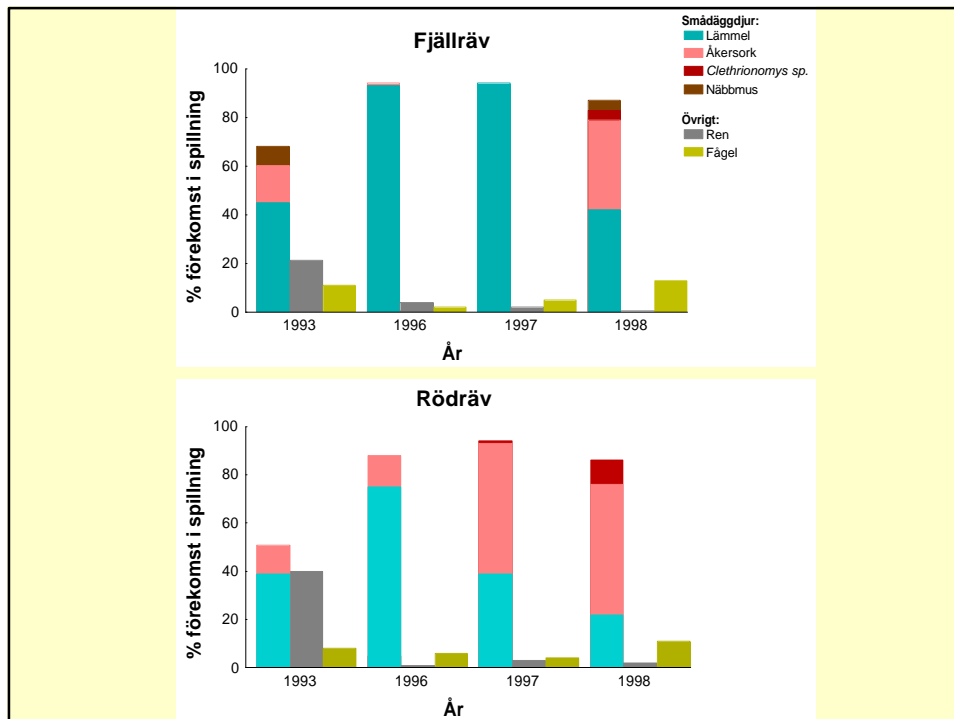 Fjällräv
Smådäggdjur:
Lämmel
Åkersork
Clethrionomys sp.
Näbbmus
Övrigt:
Ren
Fågel
% förekomst i spillning
100
80
60
40
20
0
1993 1996 1997 1998
År
Rödräv
% förekomst i spillning
100
80
60
40
20
0
1993 1996 1997 1998
År